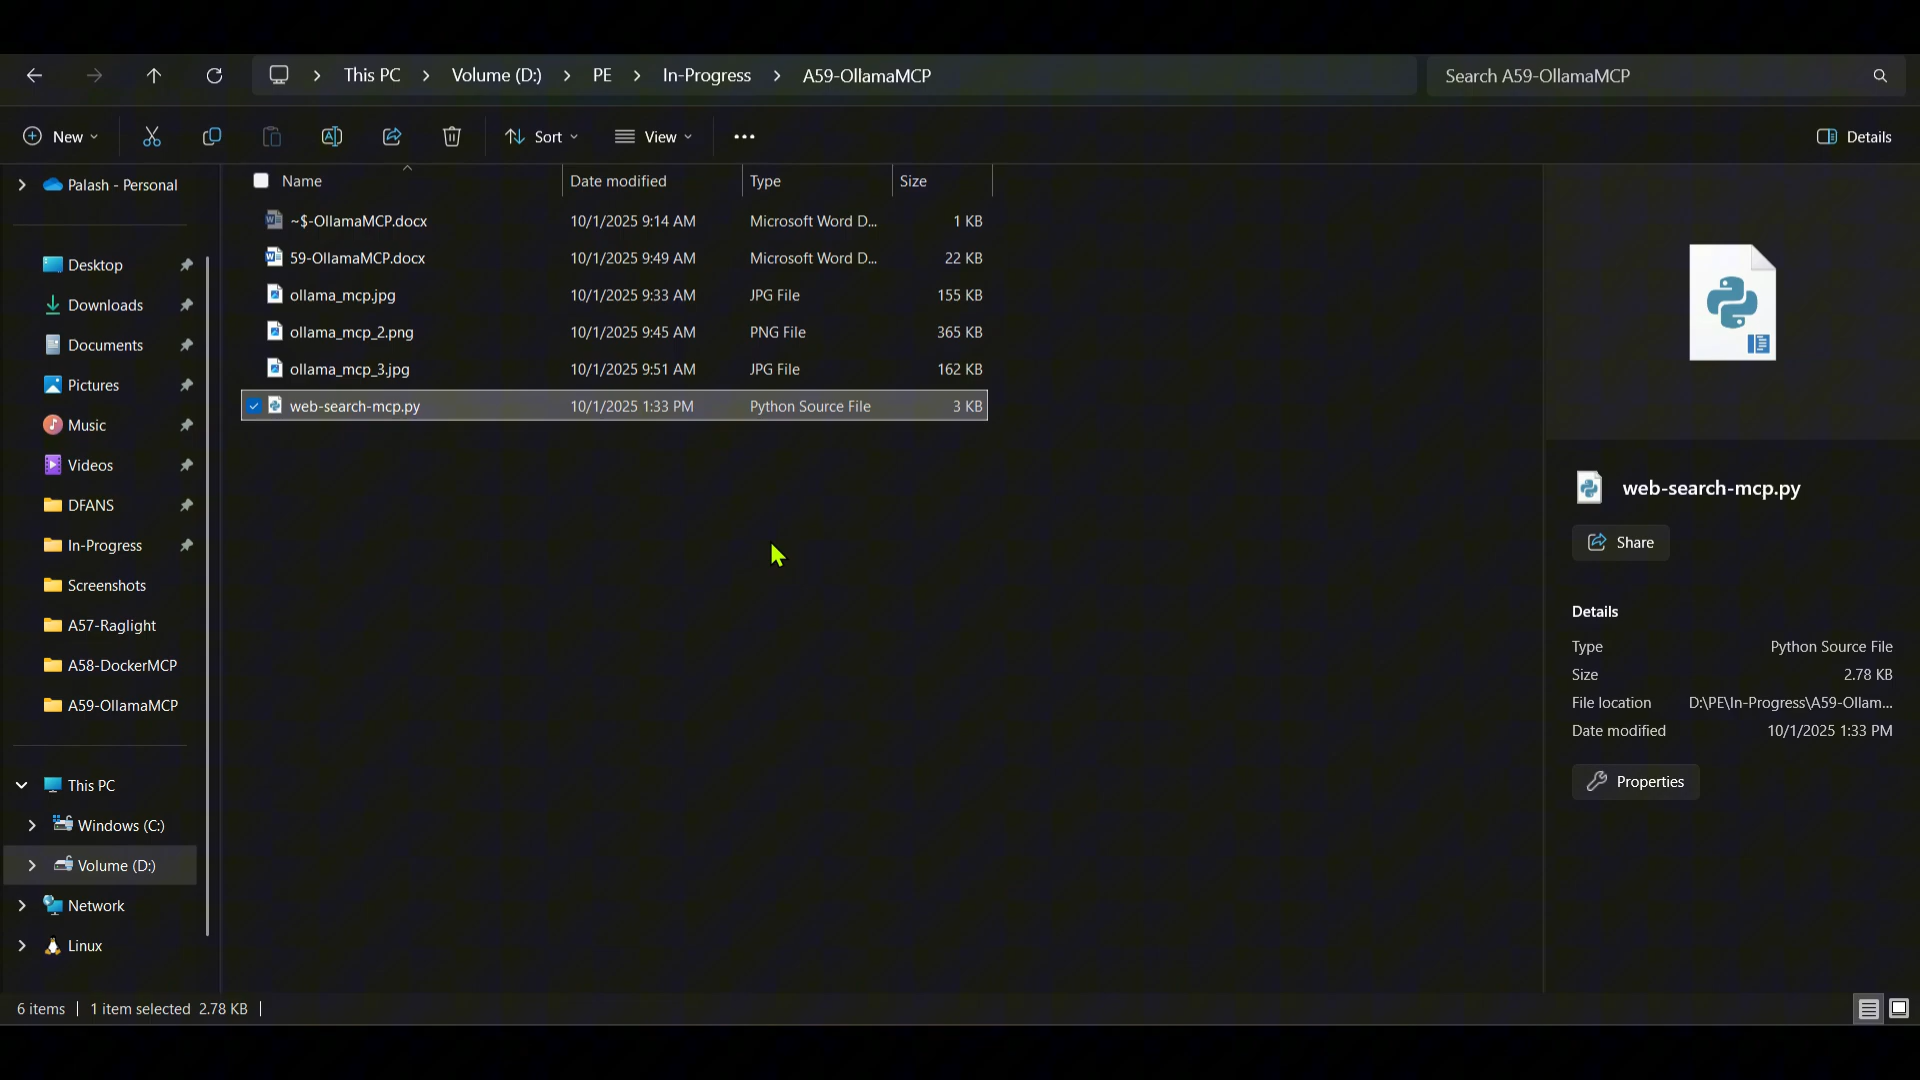 This PC
Volume (D:)
PE
In-Progress
A59-OllamaMCP
Search A59-OllamaMCP
New
Sort
View
Details
Palash - Personal
Desktop
Downloads
Documents
Pictures
Music
Videos
DFANS
In-Progress
Screenshots
A57-Raglight
A58-DockerMCP
A59-OllamaMCP
This PC
Windows (C:)
Volume (D:)
Network
Linux
Name Date modified Type Size
~$-OllamaMCP.docx 10/1/2025 9:14 AM Microsoft Word D... 1 KB
59-OllamaMCP.docx 10/1/2025 9:49 AM Microsoft Word D... 22 KB
ollama_mcp.jpg 10/1/2025 9:33 AM JPG File 155 KB
ollama_mcp_2.png 10/1/2025 9:45 AM PNG File 365 KB
ollama_mcp_3.jpg 10/1/2025 9:51 AM JPG File 162 KB
web-search-mcp.py 10/1/2025 1:33 PM Python Source File 3 KB
web-search-mcp.py
Share
Details
Type Python Source File
Size 2.78 KB
File location D:\PE\In-Progress\A59-Ollam...
Date modified 10/1/2025 1:33 PM
Properties
6 items 1 item selected 2.78 KB